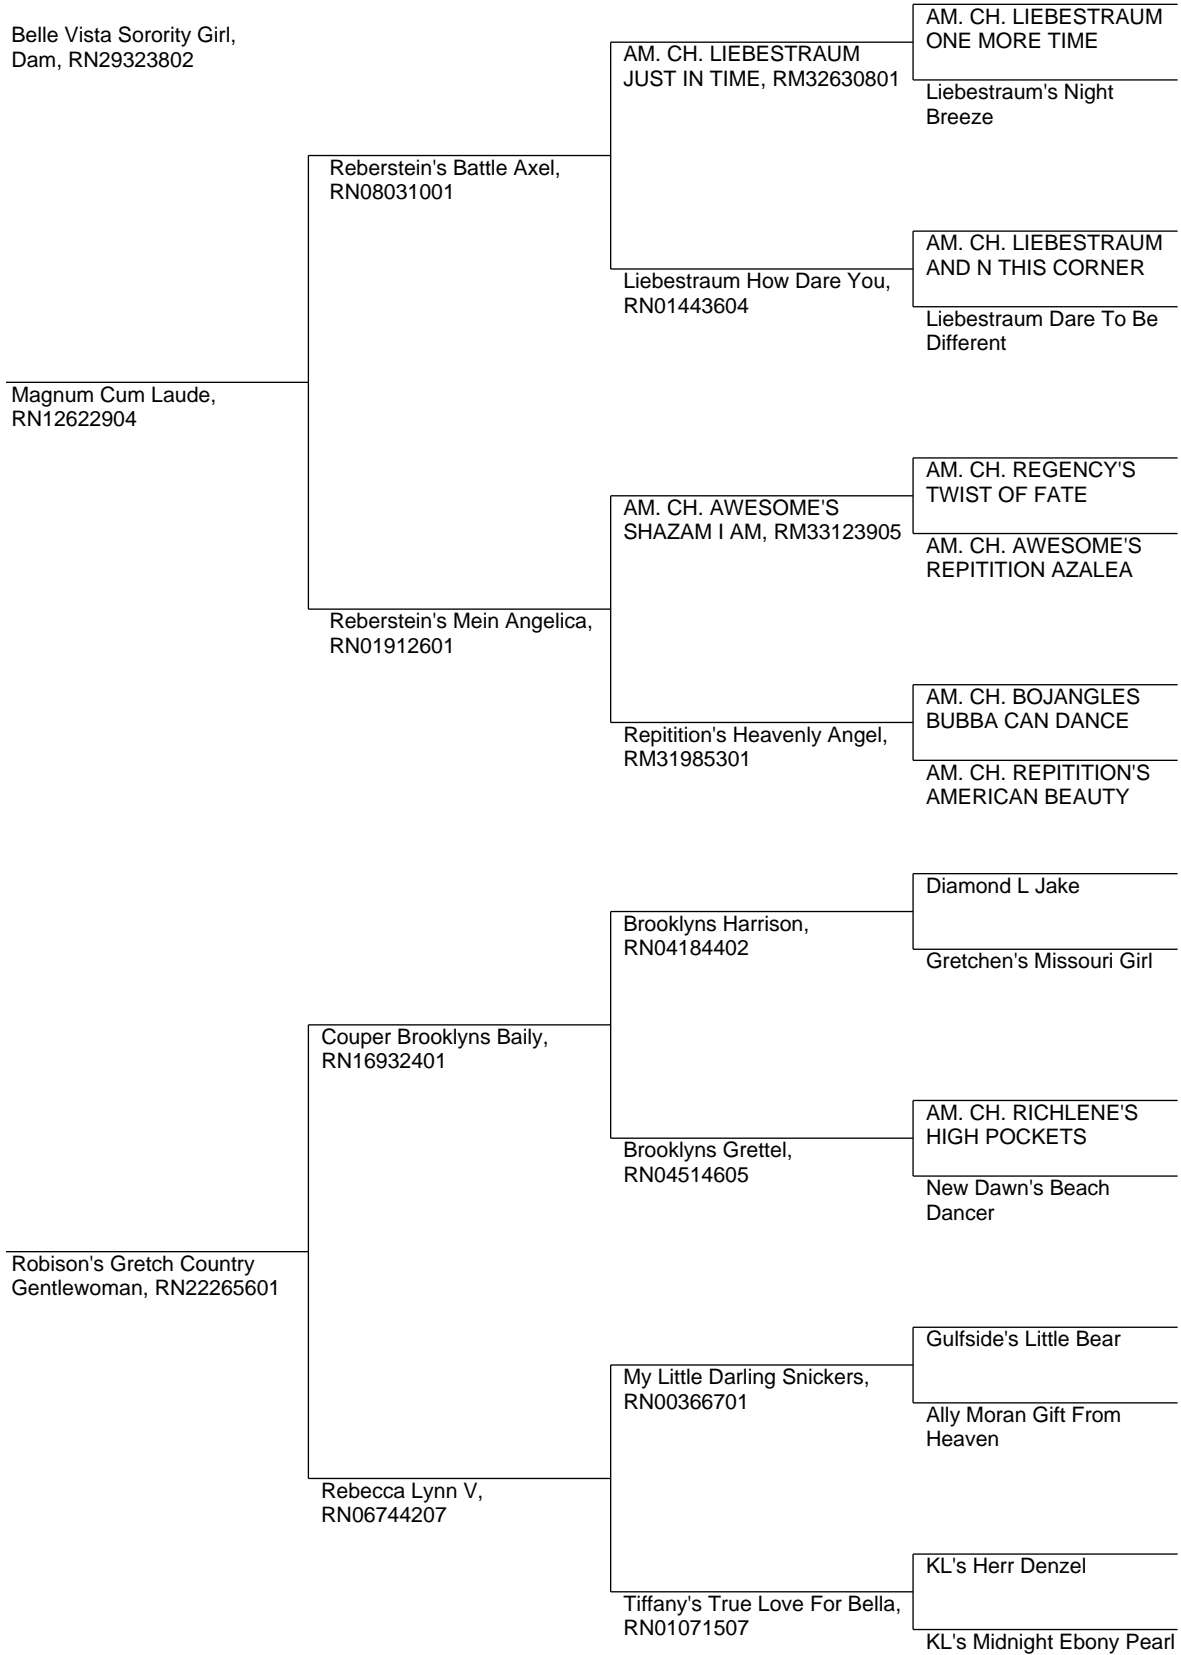 Belle Vista Sorority Girl,
Dam, RN29323802
AM. CH. LIEBESTRAUM
ONE MORE TIME
AM. CH. LIEBESTRAUM
JUST IN TIME, RM32630801
Liebestraum's Night
Breeze
Reberstein's Battle Axel,
RN08031001
AM. CH. LIEBESTRAUM
AND N THIS CORNER
Liebestraum How Dare You,
RN01443604
Liebestraum Dare To Be
Different
Magnum Cum Laude,
RN12622904
AM. CH. REGENCY'S
TWIST OF FATE
AM. CH. AWESOME'S
SHAZAM I AM, RM33123905
AM. CH. AWESOME'S
REPITITION AZALEA
Reberstein's Mein Angelica,
RN01912601
AM. CH. BOJANGLES
BUBBA CAN DANCE
Repitition's Heavenly Angel,
RM31985301
AM. CH. REPITITION'S
AMERICAN BEAUTY
Diamond L Jake
Brooklyns Harrison,
RN04184402
Gretchen's Missouri Girl
Couper Brooklyns Baily,
RN16932401
AM. CH. RICHLENE'S
HIGH POCKETS
Brooklyns Grettel,
RN04514605
New Dawn's Beach
Dancer
Robison's Gretch Country
Gentlewoman, RN22265601
Gulfside's Little Bear
My Little Darling Snickers,
RN00366701
Ally Moran Gift From
Heaven
Rebecca Lynn V,
RN06744207
KL's Herr Denzel
Tiffany's True Love For Bella,
RN01071507
KL's Midnight Ebony Pearl